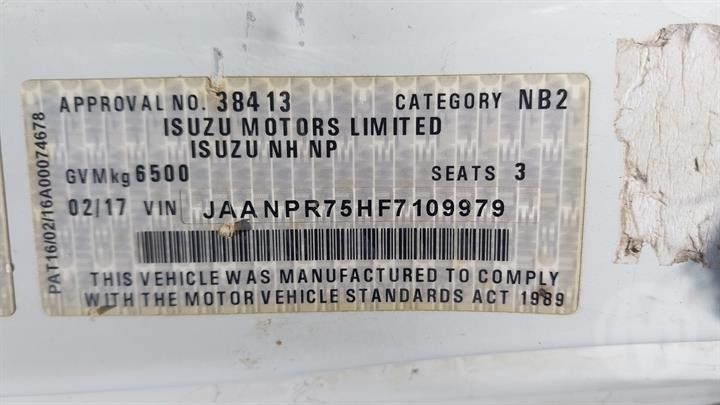 APPROVAL NO. 38413 CATEGORY NB2
ISUZU MOTORS LIMITED
ISUZU NH NP
GVMkg 6500 SEATS 3
02/17 VIN JAANPR75HF7109979
THIS VEHICLE WAS MANUFACTURED TO COMPLY
WITH THE MOTOR VEHICLE STANDARDS ACT 1989
PAT16/02/16A00074678